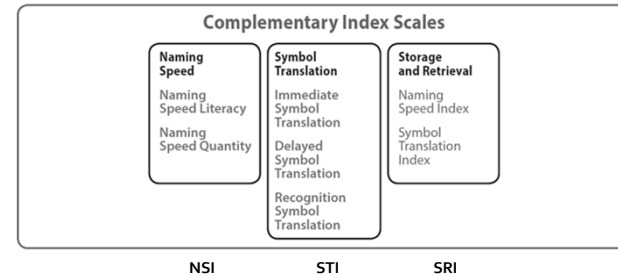 Complementary Index Scales
Naming
Speed
Naming
Speed Literacy
Naming
Speed Quantity
Symbol
Translation
Immediate
Symbol
Translation
Delayed
Symbol
Translation
Recognition
Symbol
Translation
Storage
and Retrieval
Naming
Speed Index
Symbol
Translation
Index
NSI
STI
SRI